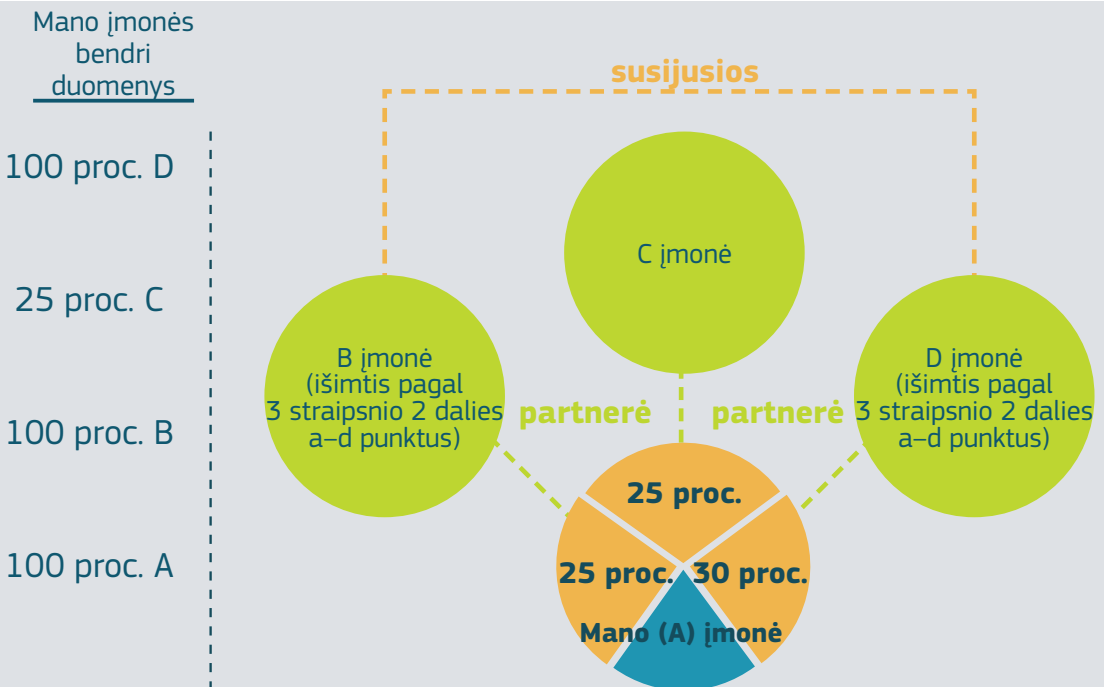 Mano įmonės
bendri
duomenys
100 proc. D
25 proc. C
100 proc. B
100 proc. A
susijusios
C įmonė
B įmonė
(išimtis pagal
3 straipsnio 2 dalies
a–d punktus)
D įmonė
(išimtis pagal
3 straipsnio 2 dalies
a–d punktus)
partnerė
partnerė
25 proc.
25 proc.
30 proc.
Mano (A) įmonė